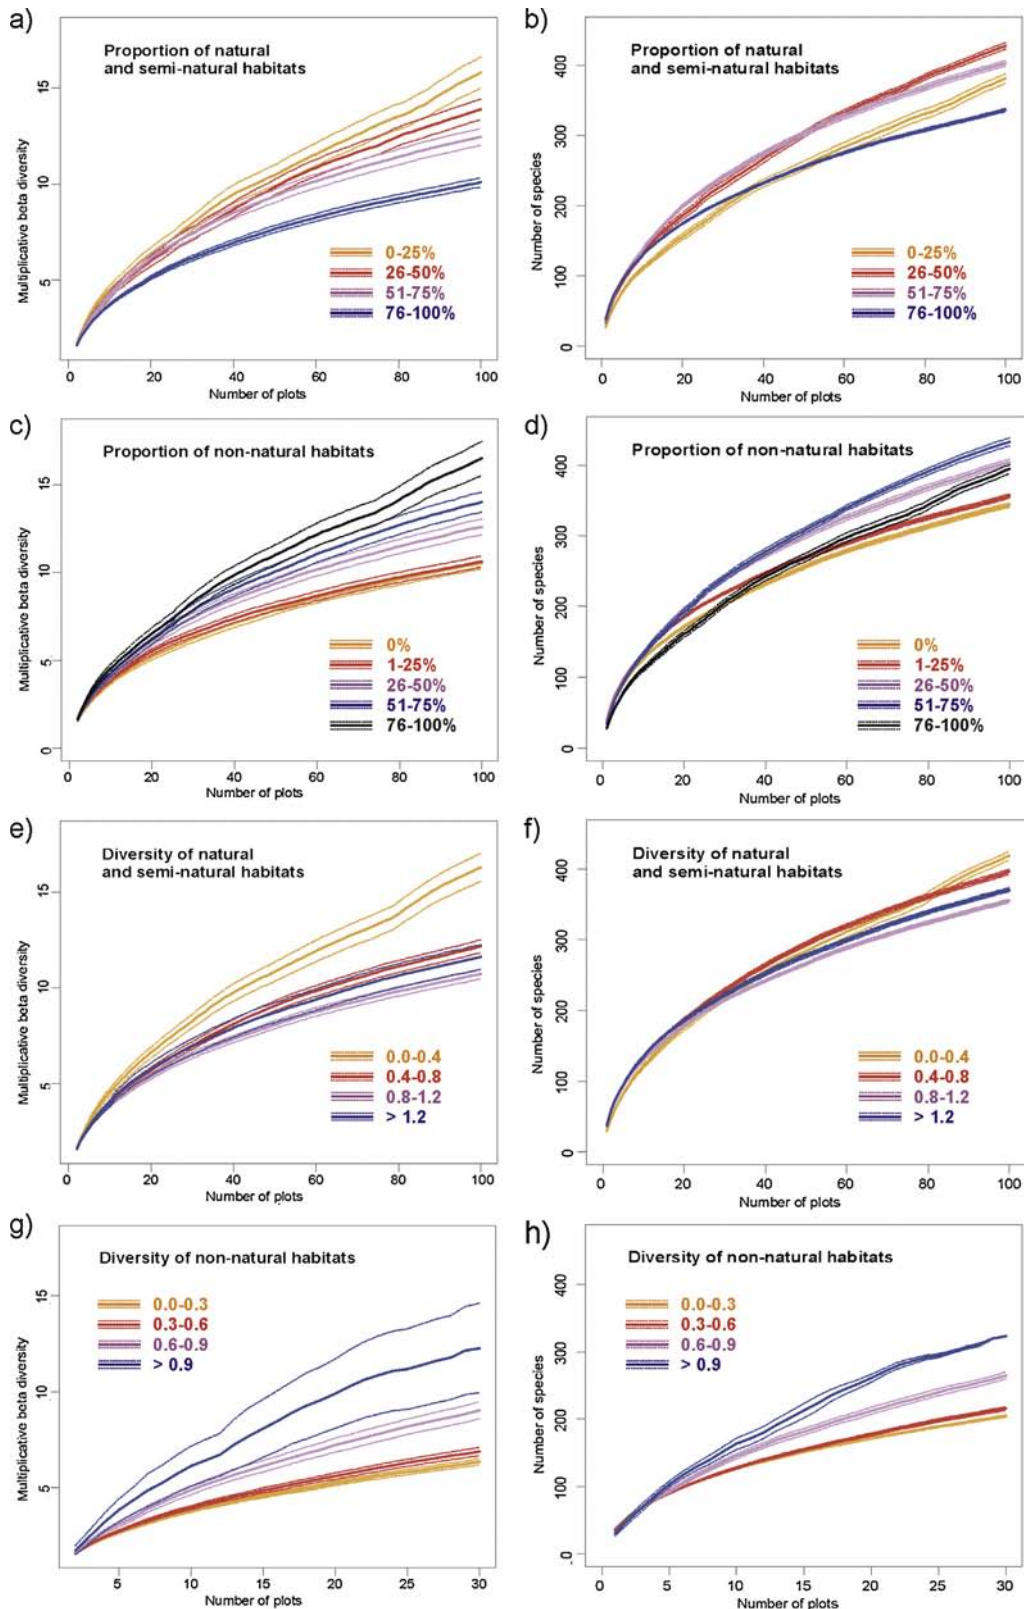 a)
Proportion of natural
and semi-natural habitats
Multiplicative beta diversity
15
10
5
0-25%
26-50%
51-75%
76-100%
0 20 40 60 80 100
Number of plots
b)
Proportion of natural
and semi-natural habitats
Number of species
400
300
200
100
0
0-25%
26-50%
51-75%
76-100%
0 20 40 60 80 100
Number of plots
c)
Proportion of non-natural habitats
Multiplicative beta diversity
15
10
5
0
0%
1-25%
26-50%
51-75%
76-100%
0 20 40 60 80 100
Number of plots
d)
Proportion of non-natural habitats
Number of species
400
300
200
100
0
0%
1-25%
26-50%
51-75%
76-100%
0 20 40 60 80 100
Number of plots
e)
Diversity of natural
and semi-natural habitats
Multiplicative beta diversity
15
10
5
0.0-0.4
0.4-0.8
0.8-1.2
> 1.2
0 20 40 60 80 100
Number of plots
f)
Diversity of natural
and semi-natural habitats
Number of species
400
300
200
100
0
0.0-0.4
0.4-0.8
0.8-1.2
> 1.2
0 20 40 60 80 100
Number of plots
g)
Diversity of non-natural habitats
Multiplicative beta diversity
15
10
5
0.0-0.3
0.3-0.6
0.6-0.9
> 0.9
5 10 15 20 25 30
Number of plots
h)
Diversity of non-natural habitats
Number of species
400
300
200
100
0
0.0-0.3
0.3-0.6
0.6-0.9
> 0.9
0 5 10 15 20 25 30
Number of plots